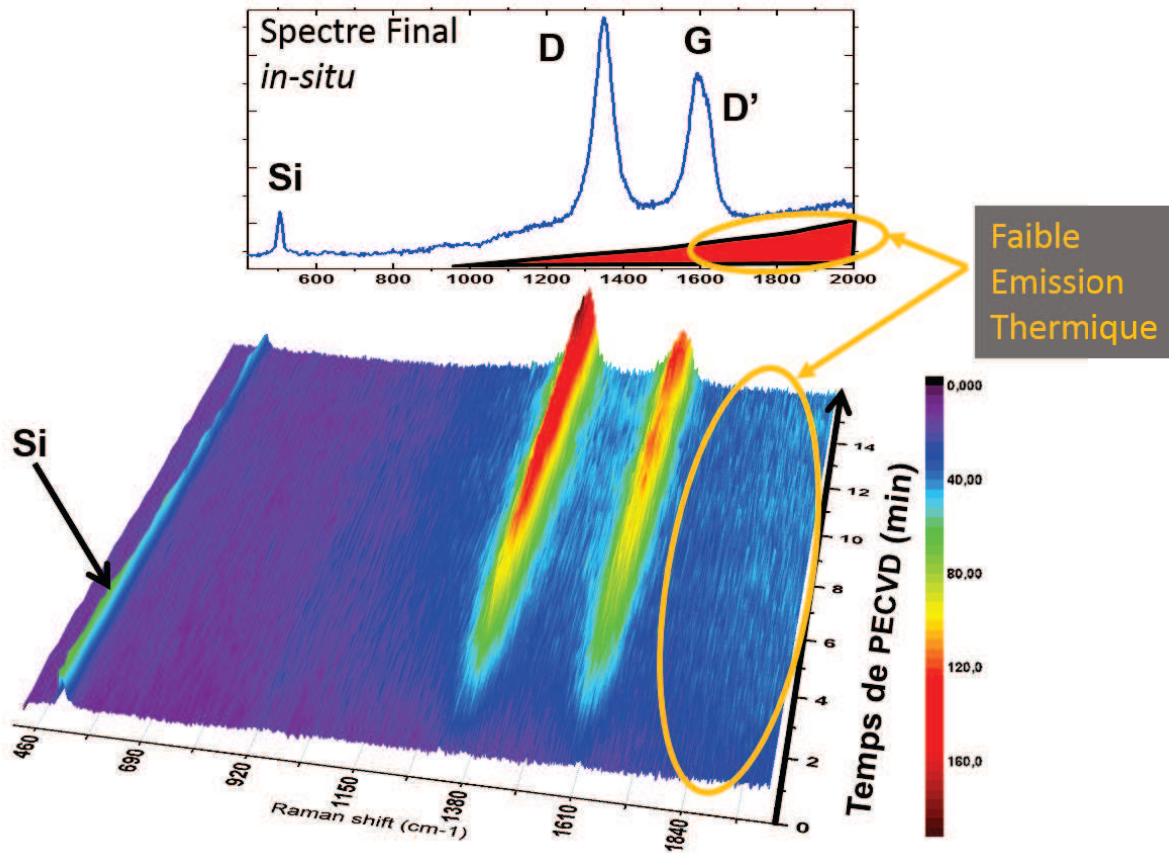 Spectre Final
in-situ
D
G
D'
Si
600
800
1000
1200
1400
1600
1800
2000
Faible
Emission
Thermique
Si
460
690
920
1150
1380
1610
1840
Raman shift (cm-1)
0
2
4
6
8
10
12
14
Temps de PECVD (min)
0,000
40,00
80,00
120,0
160,0